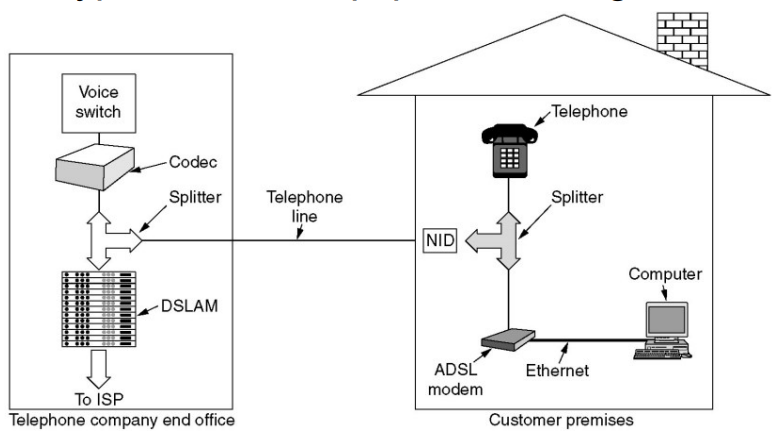 Voice
switch
Codec
Splitter
DSLAM
To ISP
Telephone company end office
Telephone
line
Telephone
NID
Splitter
Computer
ADSL
modem
Ethernet
Customer premises